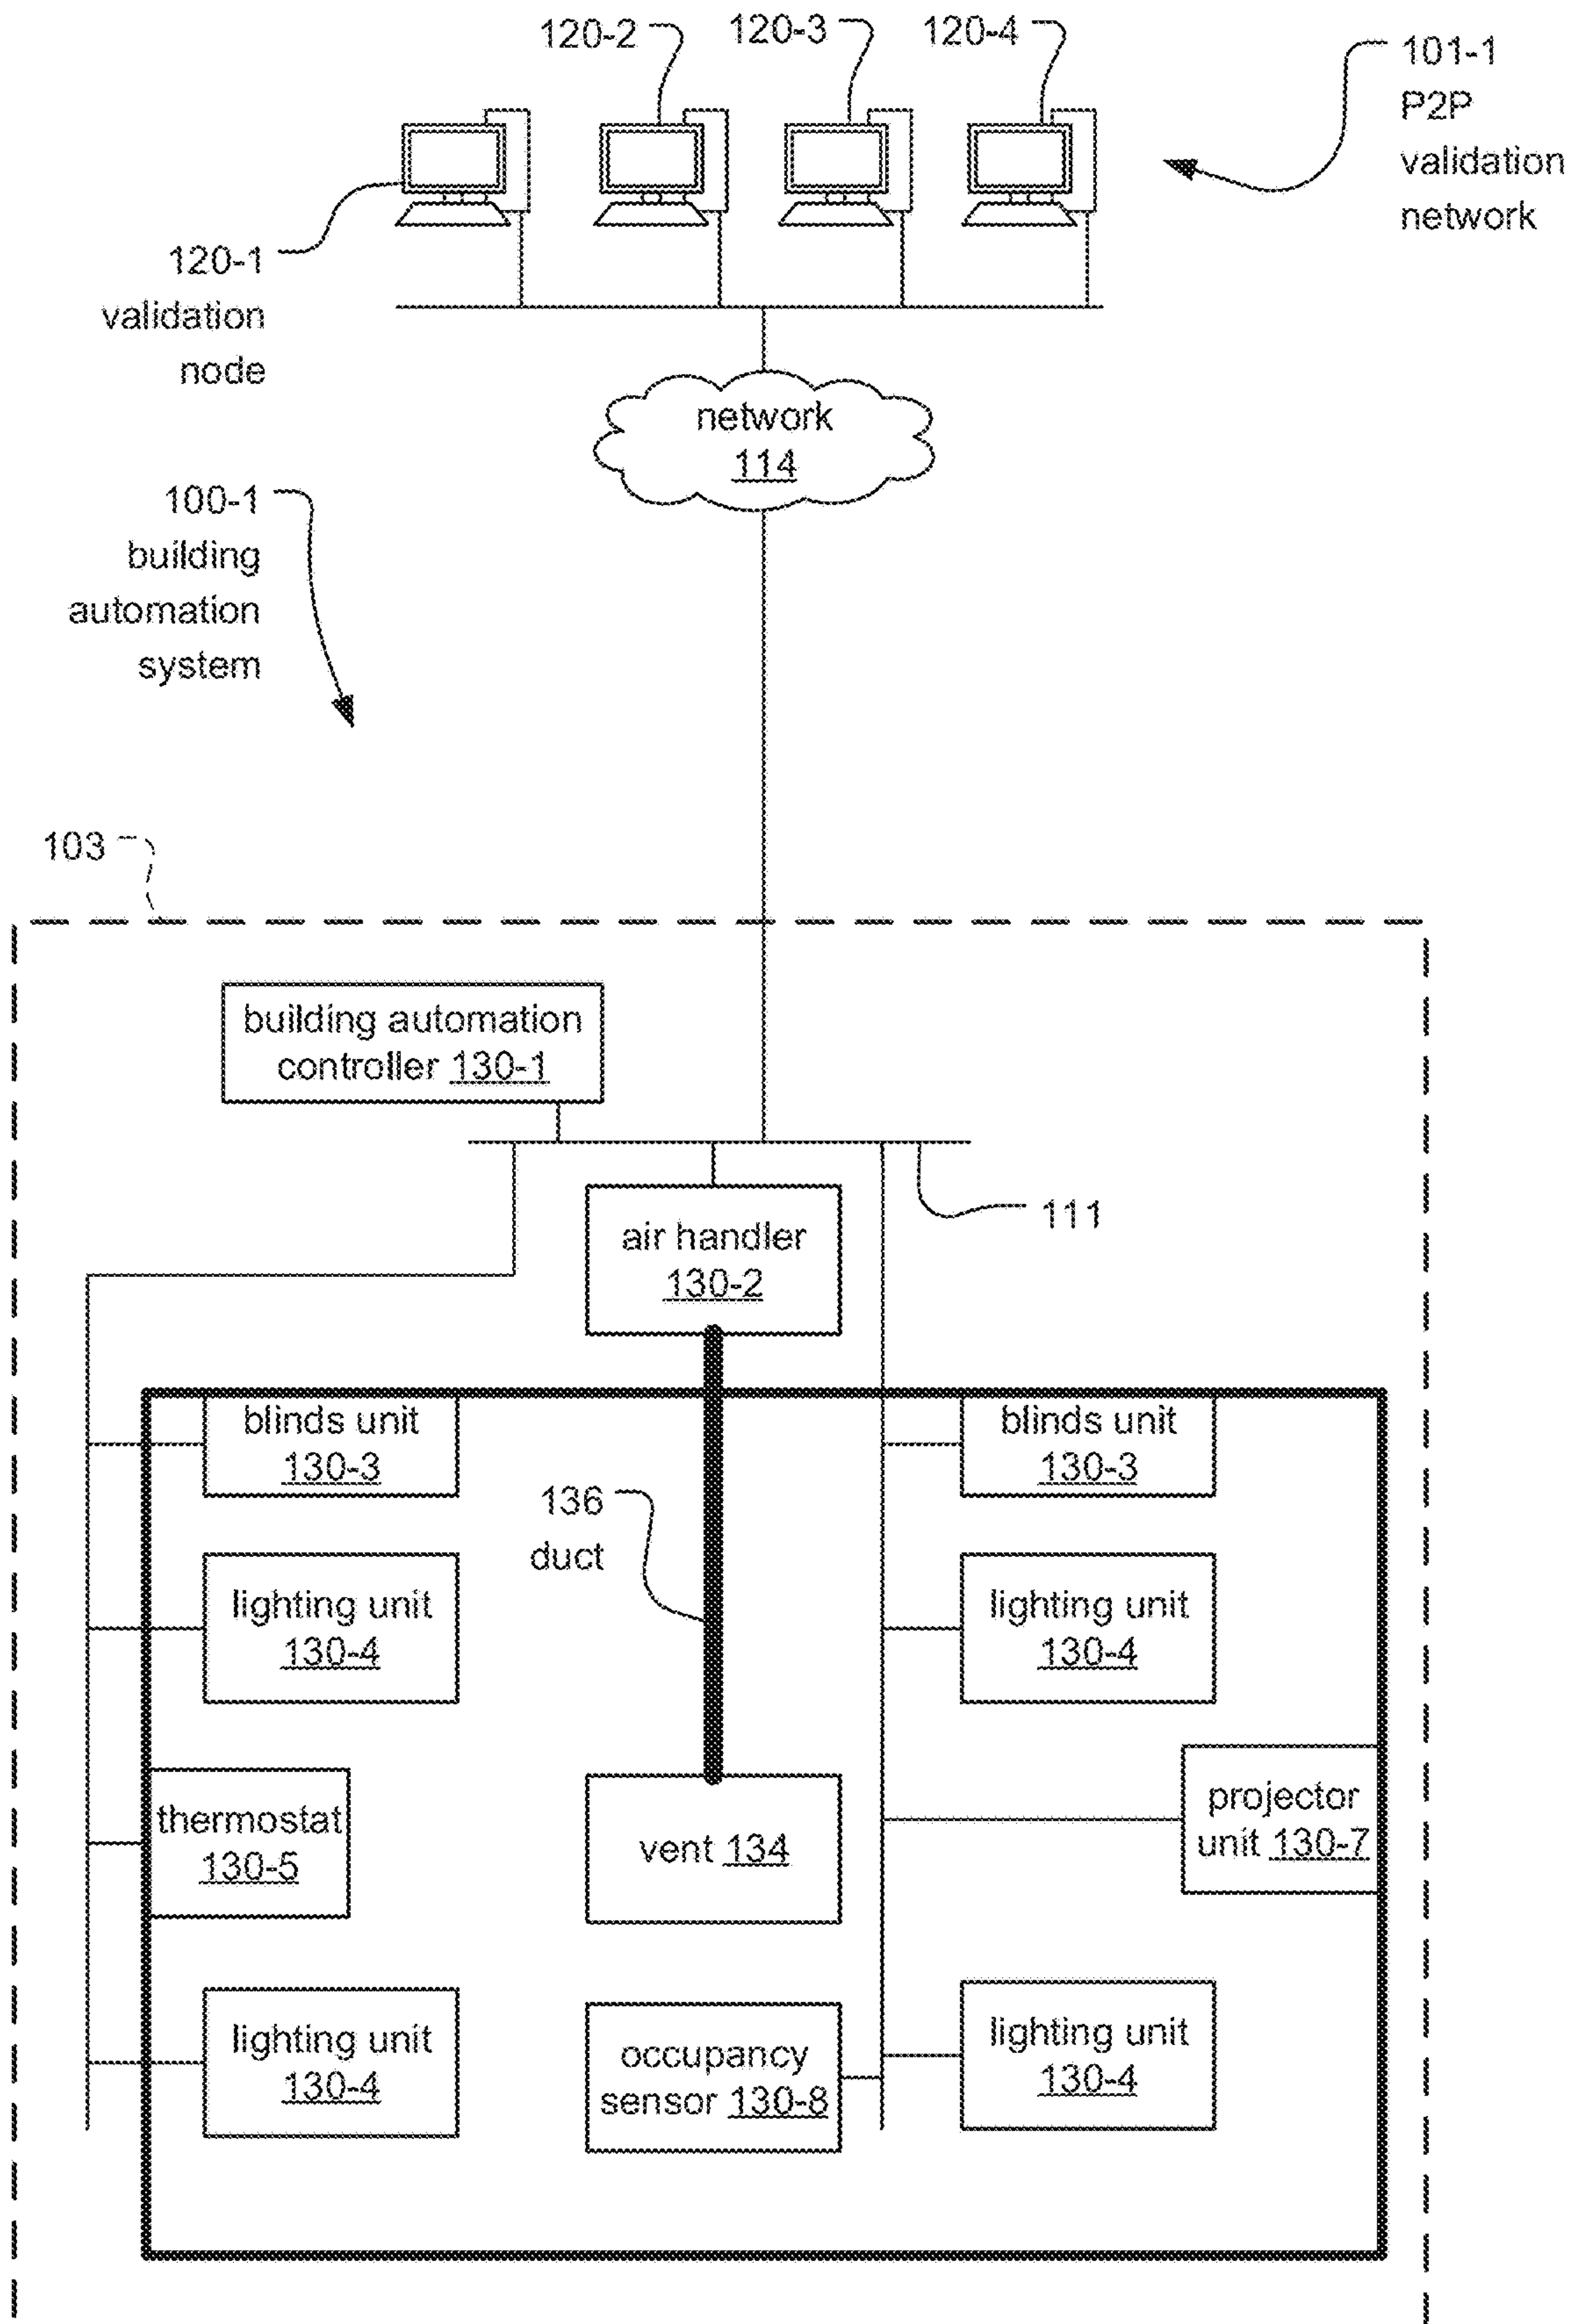 120-2
120-3
120-4
101-1
P2P
validation
network
120-1
validation
node
network
114
100-1
building
automation
system
103
building automation
controller 130-1
111
air handler
130-2
blinds unit
130-3
blinds unit
130-3
136
duct
lighting unit
130-4
lighting unit
130-4
thermostat
130-5
vent 134
projector
unit 130-7
lighting unit
130-4
occupancy
sensor 130-8
lighting unit
130-4